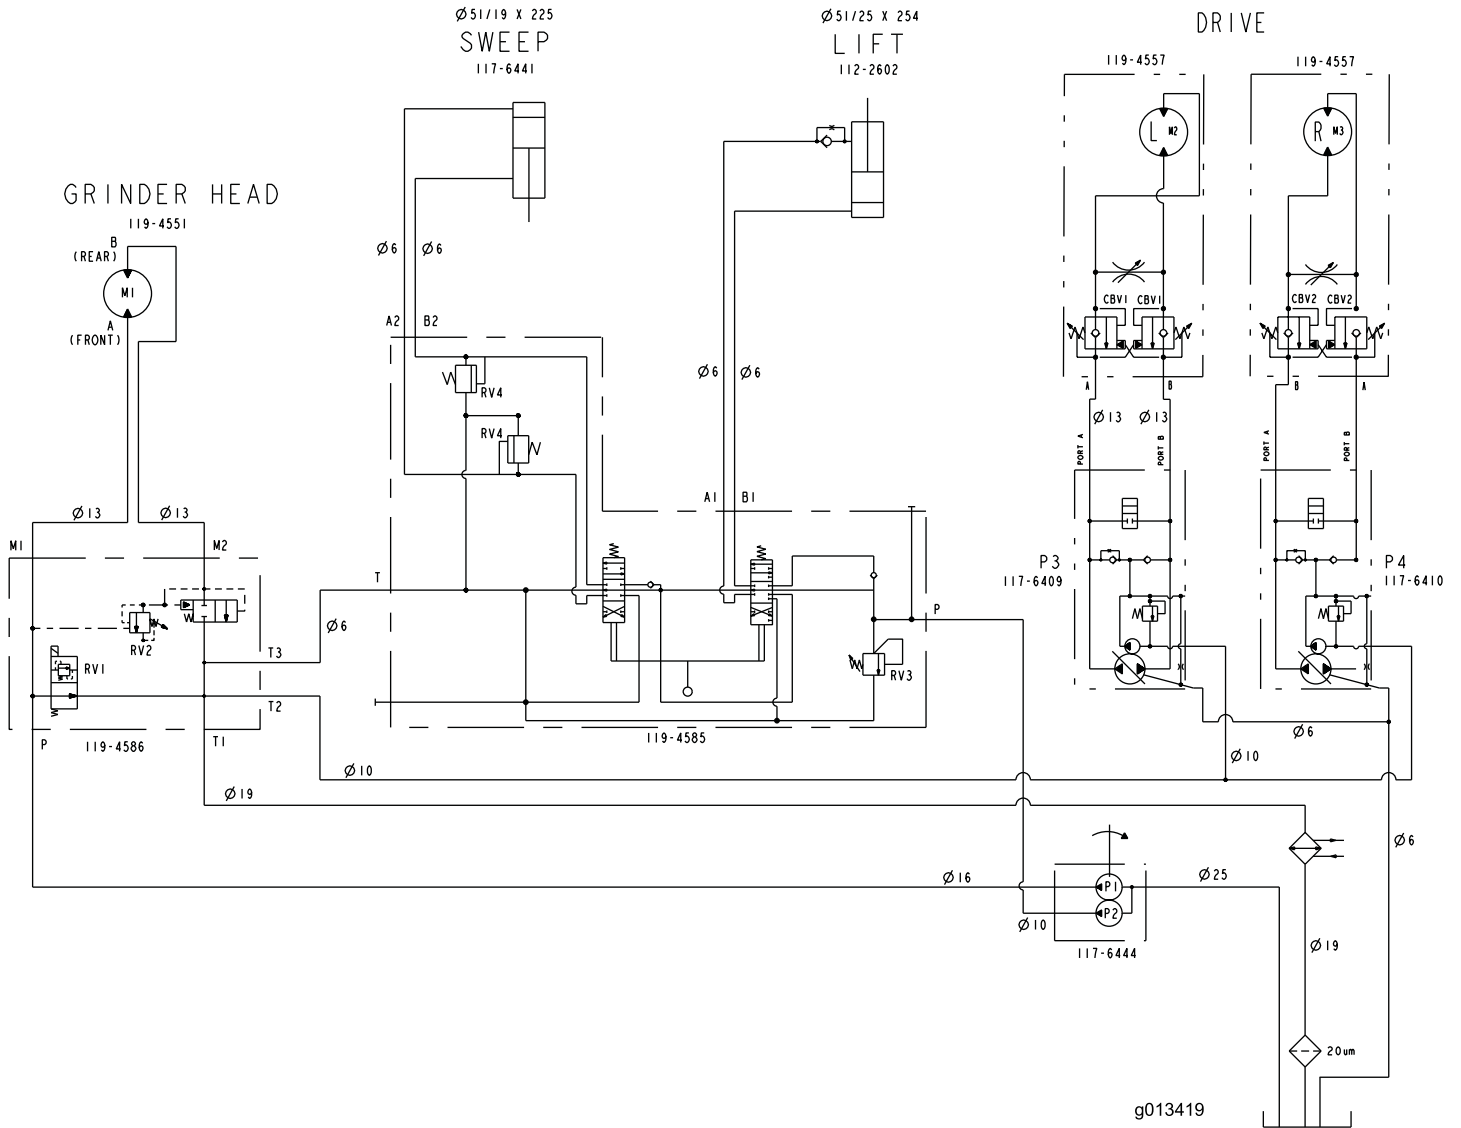 Ø51/19 X 225
SWEEP
117-6441
Ø51/25 X 254
LIFT
112-2602
DRIVE
119-4557
119-4557
L M2
R M3
GRINDER HEAD
119-4551
B
(REAR)
M1
A
(FRONT)
Ø6 Ø6
A2 B2
RV4
RV4
Ø6 Ø6
CBV1 CBV1
CBV2 CBV2
A B
B A
Ø13 Ø13
PORT A
PORT B
PORT A
PORT B
A1 B1
Ø13 Ø13
M1 M2
T
P
P3
117-6409
P4
117-6410
Ø6
RV2
T3
RV1
RV3
T2
P
119-4586
T1
119-4585
Ø6
Ø10
Ø10
Ø19
Ø6
P1
P2
Ø16
Ø25
Ø10
117-6444
Ø19
20um
g013419